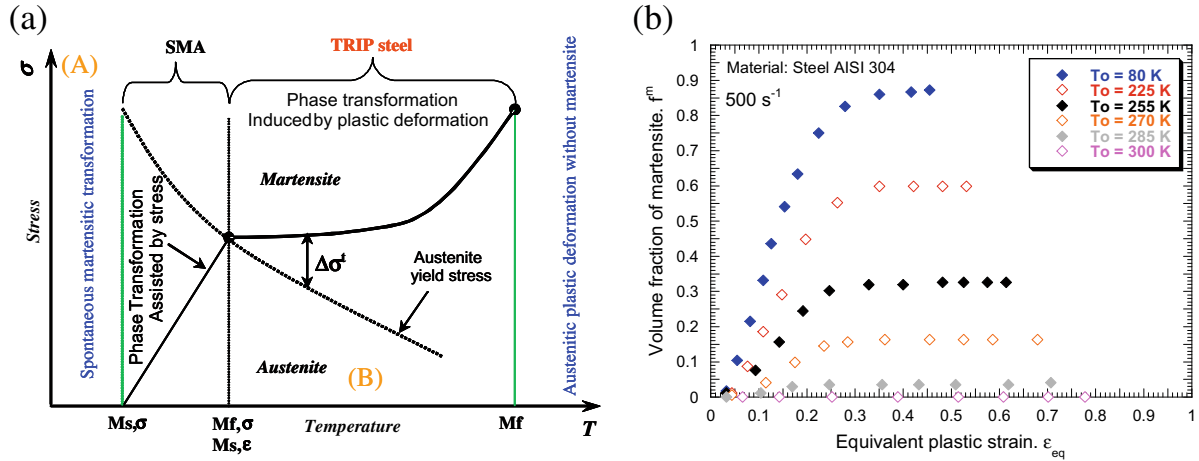 (a)
σ
(A)
SMA
TRIP steel
Phase transformation
Induced by plastic deformation
Spontaneous martensitic transformation
Stress
Phase Transformation
Assisted by stress
Martensite
Δσᵗ
Austenite
yield stress
Austenite
(B)
Austenitic plastic deformation without martensite
Ms,σ
Mf,σ
Ms,ε
Temperature
Mf
T
(b)
Volume fraction of martensite. fᵐ
1
0.9
0.8
0.7
0.6
0.5
0.4
0.3
0.2
0.1
0
Material: Steel AISI 304
500 s⁻¹
To = 80 K
To = 225 K
To = 255 K
To = 270 K
To = 285 K
To = 300 K
0 0.1 0.2 0.3 0.4 0.5 0.6 0.7 0.8 0.9 1
Equivalent plastic strain. εeq